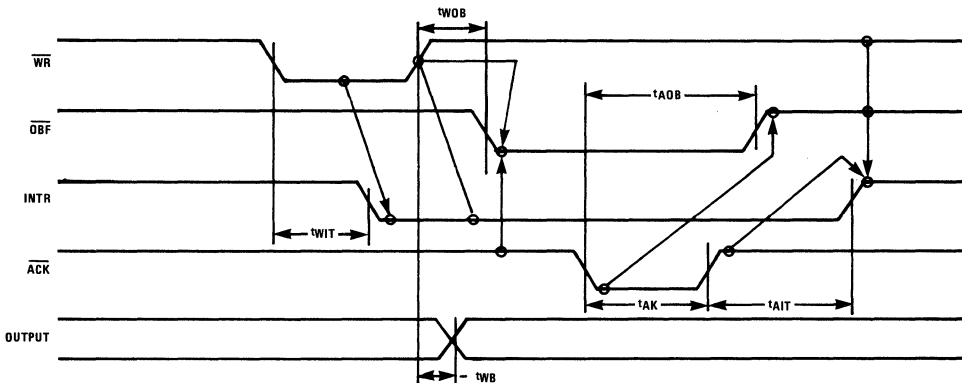 tWOB
WR
tAOB
OBF
INTR
tWIT
ACK
tAK
tAIT
OUTPUT
tWB